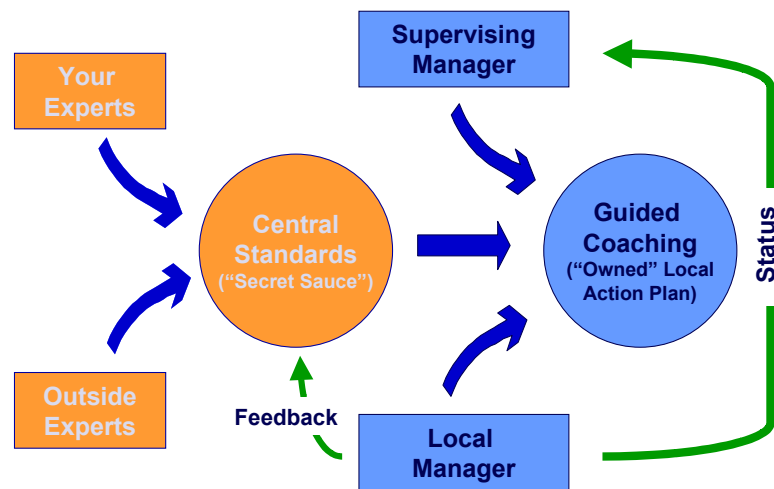 Your
Experts
Supervising
Manager
Central
Standards
(“Secret Sauce”)
Guided
Coaching
(“Owned” Local
Action Plan)
Status
Outside
Experts
Feedback
Local
Manager